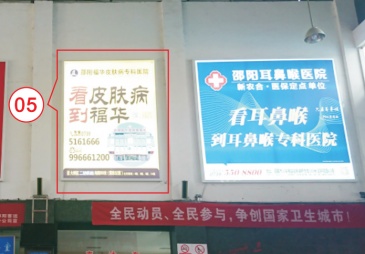 05
邵阳福华皮肤病专科医院
看皮肤病
到福华
5161666
996661200
邵阳耳鼻喉医院
新农合·医保定点单位
看耳鼻喉
到耳鼻喉专科医院
全民动员、全民参与，争创国家卫生城市！